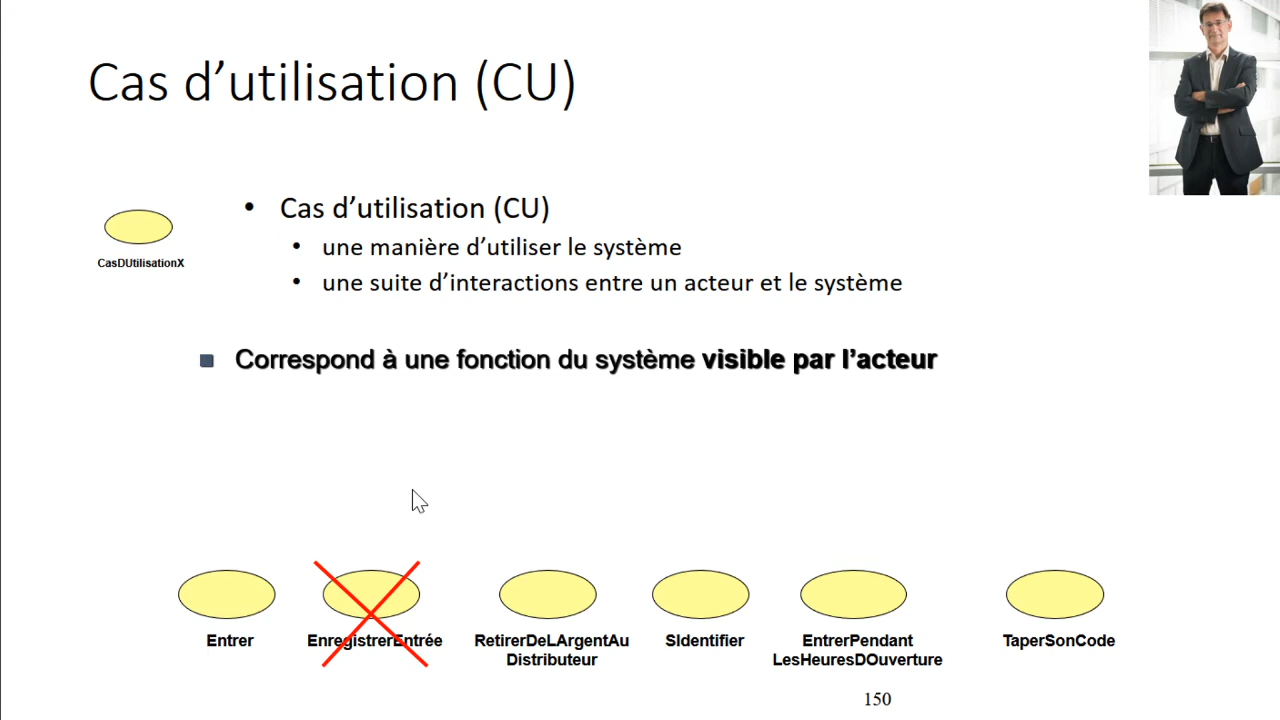 Cas d’utilisation (CU)
CasDUtilisationX
• Cas d’utilisation (CU)
• une manière d’utiliser le système
• une suite d’interactions entre un acteur et le système
Correspond à une fonction du système visible par l’acteur
Entrer
EnregistrerEntrée
RetirerDeLArgentAu
Distributeur
SIdentifier
EntrerPendant
LesHeuresDOuverture
TaperSonCode
150